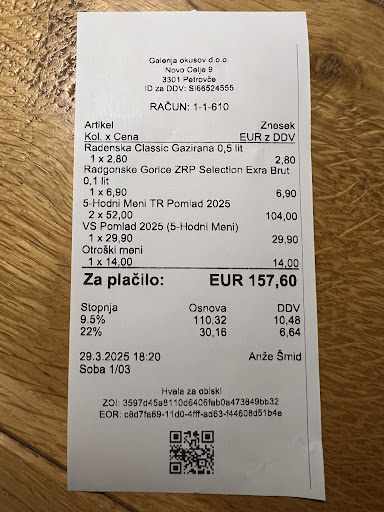 Galerija okusov d.o.o.
Novo Celje 9
3301 Petrovče
ID za DDV: SI66524555
RAČUN: 1-1-610
Artikel Znesek
Kol. x Cena EUR z DDV
Radenska Classic Gazirana 0,5 lit
1 x 2,80 2,80
Radgonske Gorice ZRP Selection Exra Brut
0,1 lit
1 x 6,90 6,90
5-Hodni Meni TR Pomlad 2025
2 x 52,00 104,00
VS Pomlad 2025 (5-Hodni Meni)
1 x 29,90 29,90
Otroški meni
1 x 14,00 14,00
Za plačilo: EUR 157,60
Stopnja Osnova DDV
9.5% 110,32 10,48
22% 30,16 6,64
29.3.2025 18:20 Anže Šmid
Soba 1/03
Hvala za obisk!
ZOI: 3597d45a8110d6406fab0a473849bb32
EOR: c8d7fa69-11d0-4fff-ad63-f44608d51b4e